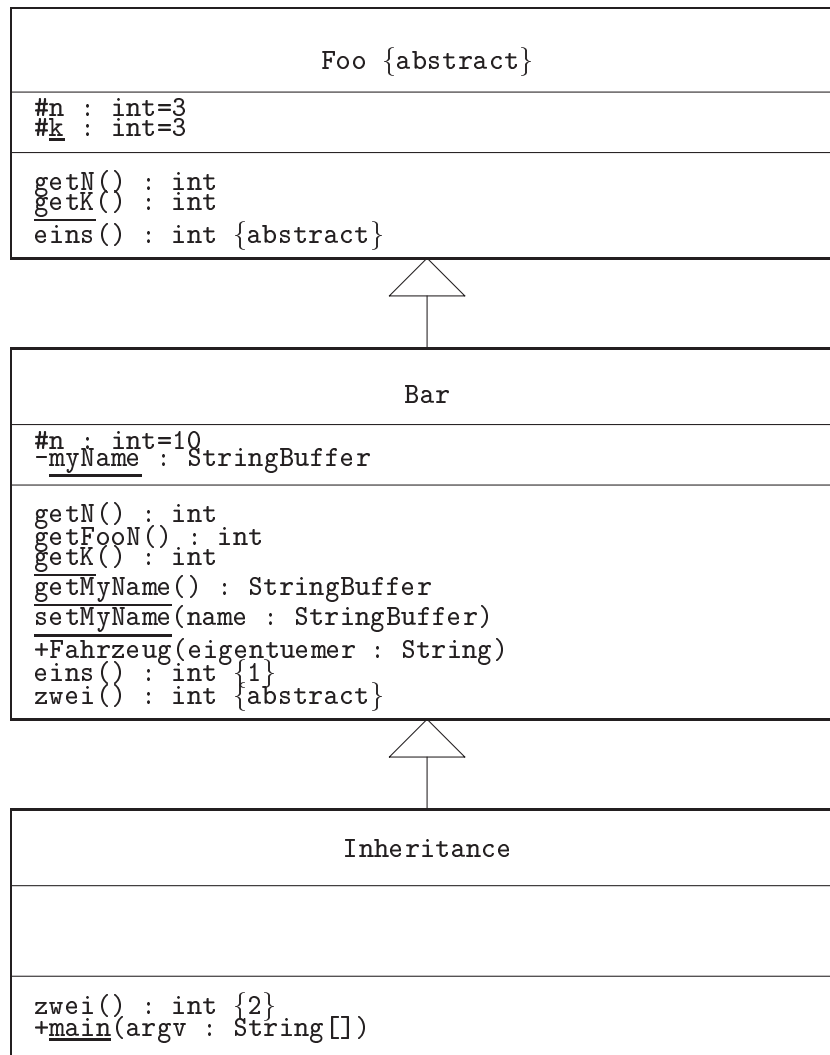 Foo {abstract}
#n : int=3
#k : int=3
getN() : int
getK() : int
eins() : int {abstract}
Bar
#n : int=10
-myName : StringBuffer
getN() : int
getFooN() : int
getK() : int
getMyName() : StringBuffer
setMyName(name : StringBuffer)
+Fahrzeug(eigentuemer : String)
eins() : int {1}
zwei() : int {abstract}
Inheritance
zwei() : int {2}
+main(argv : String[])